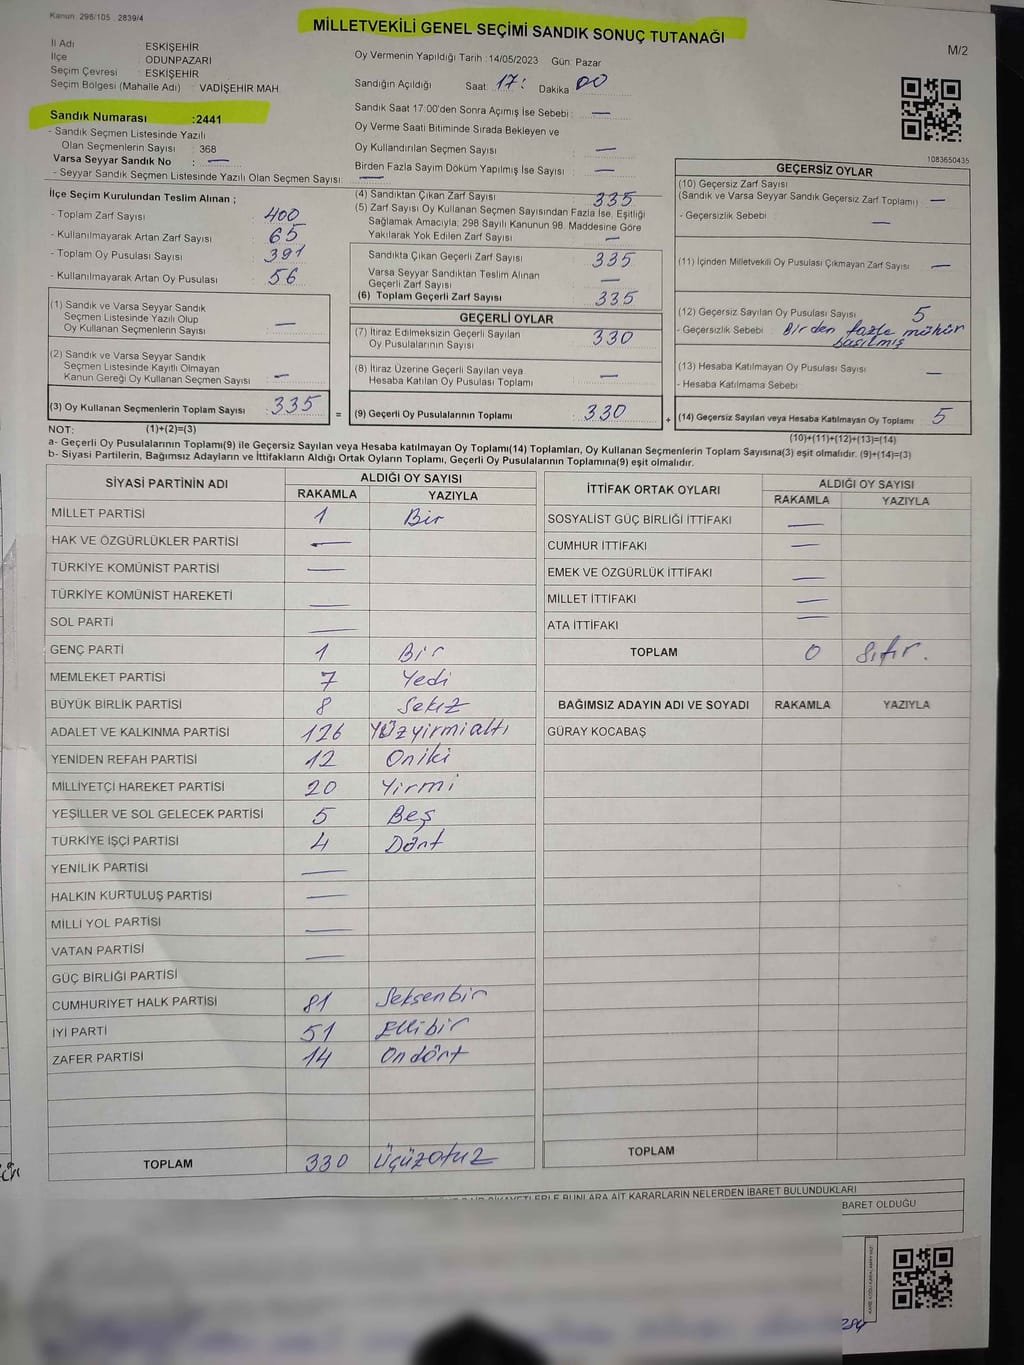 Kanun: 298/105 , 2839/4
MİLLETVEKİLİ GENEL SEÇİMİ SANDIK SONUÇ TUTANAĞI
M/2
İl Adı ESKİŞEHİR
İlçe ODUNPAZARI
Seçim Çevresi : ESKİŞEHİR
Seçim Bölgesi (Mahalle Adı) : VADİŞEHİR MAH.
Sandık Numarası :2441
- Sandık Seçmen Listesinde Yazılı
Olan Seçmenlerin Sayısı : 368
Varsa Seyyar Sandık No : —
- Seyyar Sandık Seçmen Listesinde Yazılı Olan Seçmen Sayısı: —
Oy Vermenin Yapıldığı Tarih :14/05/2023 Gün: Pazar
Sandığın Açıldığı Saat 17: Dakika 00
Sandık Saat 17:00'den Sonra Açımış İse Sebebi : —
Oy Verme Saati Bitiminde Sırada Bekleyen ve
Oy Kullandırılan Seçmen Sayısı —
Birden Fazla Sayım Döküm Yapılmış İse Sayısı —
1083650435
İlçe Seçim Kurulundan Teslim Alınan ;
- Toplam Zarf Sayısı : 400
- Kullanılmayarak Artan Zarf Sayısı : 65
- Toplam Oy Pusulası Sayısı : 391
- Kullanılmayarak Artan Oy Pusulası : 56
(1) Sandık ve Varsa Seyyar Sandık
Seçmen Listesinde Yazılı Olup
Oy Kullanan Seçmenlerin Sayısı : —
(2) Sandık ve Varsa Seyyar Sandık
Seçmen Listesinde Kayıtlı Olmayan
Kanun Gereği Oy Kullanan Seçmen Sayısı : —
(3) Oy Kullanan Seçmenlerin Toplam Sayısı : 335
(1)+(2)=(3)
(4) Sandıktan Çıkan Zarf Sayısı : 335
(5) Zarf Sayısı Oy Kullanan Seçmen Sayısından Fazla İse, Eşitliği
Sağlamak Amacıyla; 298 Sayılı Kanunun 98. Maddesine Göre
Yakılarak Yok Edilen Zarf Sayısı : —
Sandıkta Çıkan Geçerli Zarf Sayısı : 335
Varsa Seyyar Sandıktan Teslim Alınan
Geçerli Zarf Sayısı : —
(6) Toplam Geçerli Zarf Sayısı : 335
GEÇERLİ OYLAR
(7) İtiraz Edilmeksizin Geçerli Sayılan
Oy Pusulalarının Sayısı : 330
(8) İtiraz Üzerine Geçerli Sayılan veya
Hesaba Katılan Oy Pusulası Toplamı : —
= (9) Geçerli Oy Pusulalarının Toplamı : 330
GEÇERSİZ OYLAR
(10) Geçersiz Zarf Sayısı
(Sandık ve Varsa Seyyar Sandık Geçersiz Zarf Toplamı) : —
- Geçersizlik Sebebi : —
(11) İçinden Milletvekili Oy Pusulası Çıkmayan Zarf Sayısı : —
(12) Geçersiz Sayılan Oy Pusulası Sayısı : 5
- Geçersizlik Sebebi : Birden fazla mühür
basılmış
(13) Hesaba Katılmayan Oy Pusulası Sayısı : —
- Hesaba Katılmama Sebebi :
+ (14) Geçersiz Sayılan veya Hesaba Katılmayan Oy Toplamı : 5
(10)+(11)+(12)+(13)=(14)
NOT:
a- Geçerli Oy Pusulalarının Toplamı(9) ile Geçersiz Sayılan veya Hesaba katılmayan Oy Toplamı(14) Toplamları, Oy Kullanan Seçmenlerin Toplam Sayısına(3) eşit olmalıdır. (9)+(14)=(3)
b- Siyasi Partilerin, Bağımsız Adayların ve İttifakların Aldığı Ortak Oyların Toplamı, Geçerli Oy Pusulalarının Toplamına(9) eşit olmalıdır.
SİYASİ PARTİNİN ADI ALDIĞI OY SAYISI
RAKAMLA YAZIYLA
MİLLET PARTİSİ 1 Bir
HAK VE ÖZGÜRLÜKLER PARTİSİ —
TÜRKİYE KOMÜNİST PARTİSİ —
TÜRKİYE KOMÜNİST HAREKETİ —
SOL PARTİ —
GENÇ PARTİ 1 Bir
MEMLEKET PARTİSİ 7 Yedi
BÜYÜK BİRLİK PARTİSİ 8 Sekiz
ADALET VE KALKINMA PARTİSİ 126 Yüzyirmialtı
YENİDEN REFAH PARTİSİ 12 Oniki
MİLLİYETÇİ HAREKET PARTİSİ 20 Yirmi
YEŞİLLER VE SOL GELECEK PARTİSİ 5 Beş
TÜRKİYE İŞÇİ PARTİSİ 4 Dört
YENİLİK PARTİSİ —
HALKIN KURTULUŞ PARTİSİ —
MİLLİ YOL PARTİSİ —
VATAN PARTİSİ —
GÜÇ BİRLİĞİ PARTİSİ
CUMHURİYET HALK PARTİSİ 81 Seksenbir
İYİ PARTİ 51 Ellibir
ZAFER PARTİSİ 14 Ondört
TOPLAM 330 Üçüzotuz
İTTİFAK ORTAK OYLARI ALDIĞI OY SAYISI
RAKAMLA YAZIYLA
SOSYALİST GÜÇ BİRLİĞİ İTTİFAKI —
CUMHUR İTTİFAKI —
EMEK VE ÖZGÜRLÜK İTTİFAKI —
MİLLET İTTİFAKI —
ATA İTTİFAKI —
TOPLAM 0 Sıfır.
BAĞIMSIZ ADAYIN ADI VE SOYADI RAKAMLA YAZIYLA
GÜRAY KOCABAŞ
TOPLAM
ŞİKAYETLERLE BUNLARA AİT KARARLARIN NELERDEN İBARET BULUNDUKLARI
BARET OLDUĞU